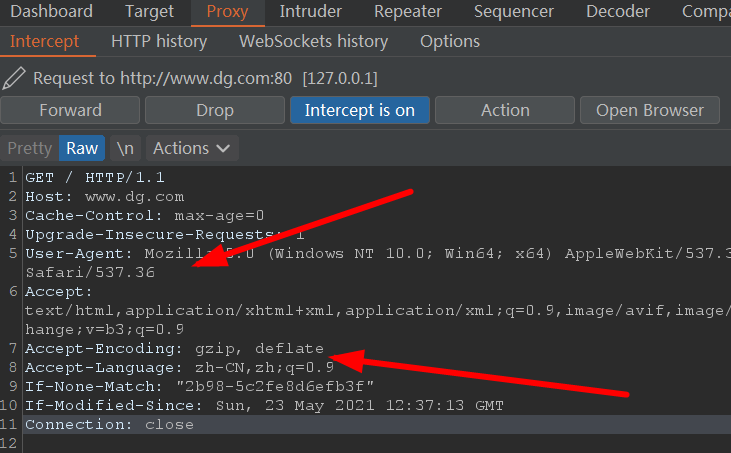 Dashboard Target Proxy Intruder Repeater Sequencer Decoder Compa
Intercept HTTP history WebSockets history Options
Request to http://www.dg.com:80 [127.0.0.1]
Forward Drop Intercept is on Action Open Browser
Pretty Raw \n Actions
1 GET / HTTP/1.1
2 Host: www.dg.com
3 Cache-Control: max-age=0
4 Upgrade-Insecure-Requests: 1
5 User-Agent: Mozilla/5.0 (Windows NT 10.0; Win64; x64) AppleWebKit/537.3
Safari/537.36
6 Accept:
text/html,application/xhtml+xml,application/xml;q=0.9,image/avif,image/
hange;v=b3;q=0.9
7 Accept-Encoding: gzip, deflate
8 Accept-Language: zh-CN,zh;q=0.9
9 If-None-Match: "2b98-5c2fe8d6efb3f"
10 If-Modified-Since: Sun, 23 May 2021 12:37:13 GMT
11 Connection: close
12